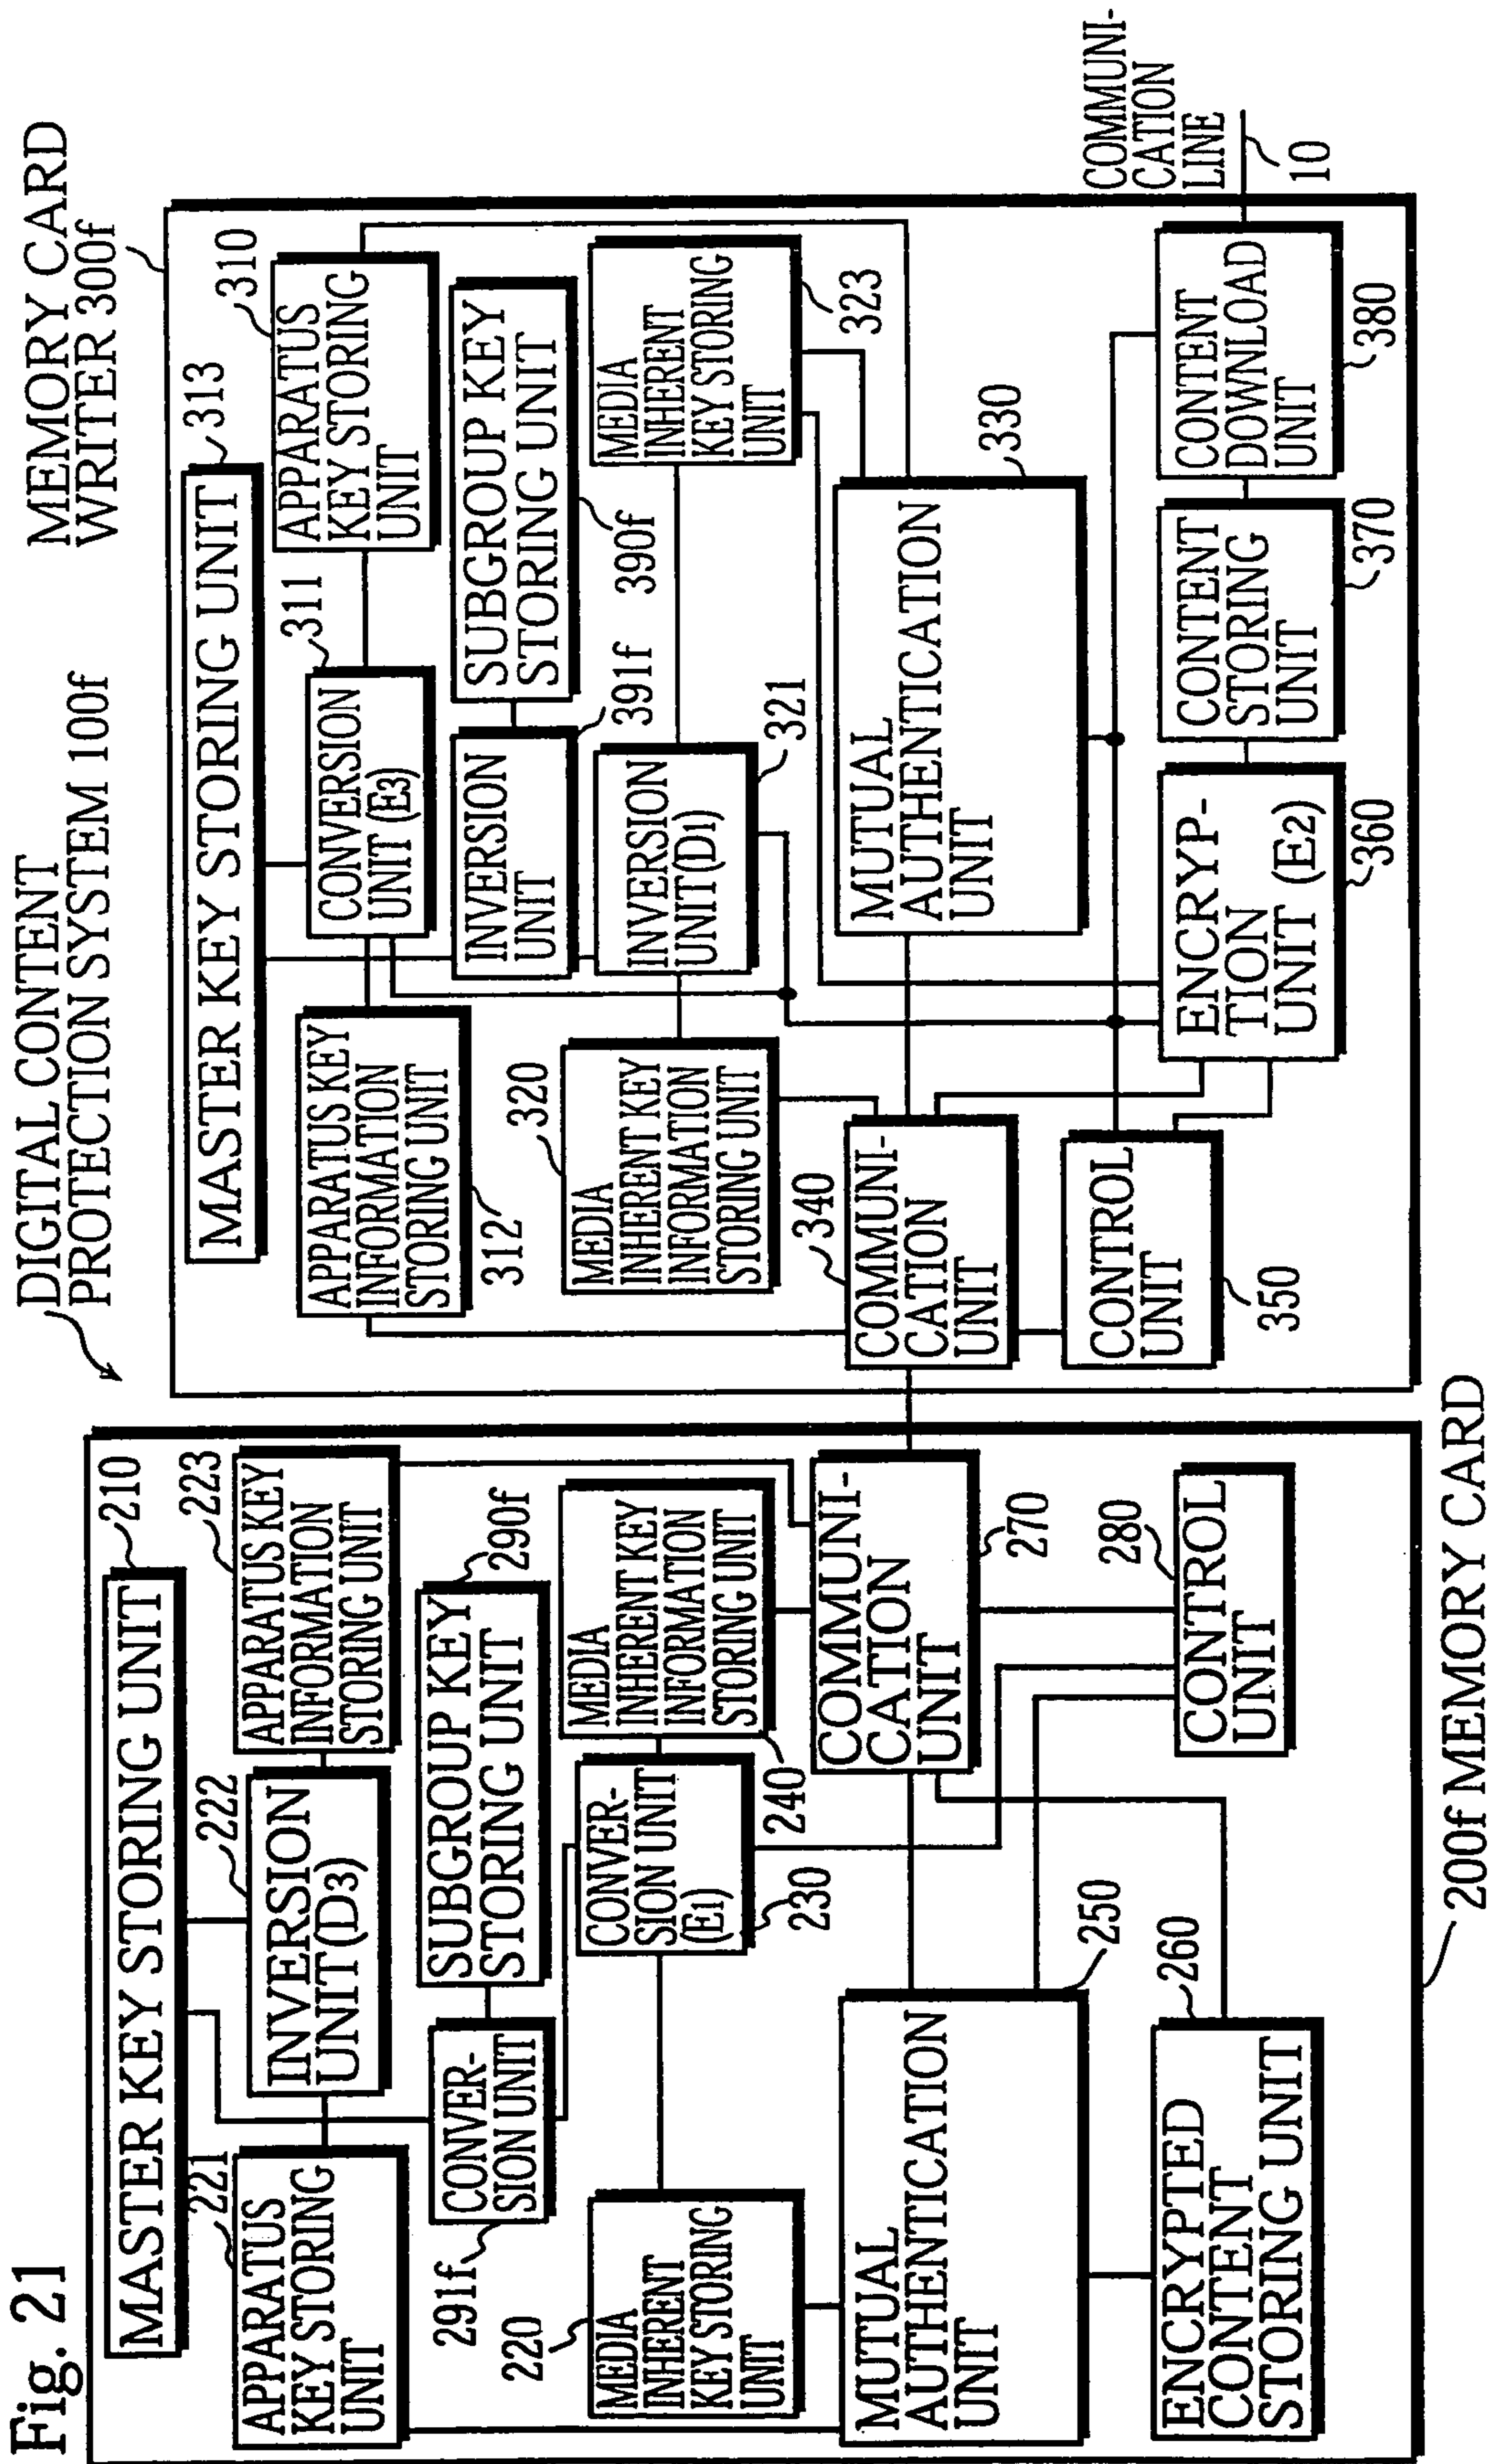 Fig. 21
DIGITAL CONTENT
PROTECTION SYSTEM 100f
MASTER KEY STORING UNIT
210
221
APPARATUS
KEY STORING
UNIT
222
INVERSION
UNIT (D3)
223
APPARATUS KEY
INFORMATION
STORING UNIT
291f
CONVER-
SION UNIT
SUBGROUP KEY
STORING UNIT
290f
220
MEDIA
INHERENT
KEY STORING
UNIT
CONVER-
SION UNIT
(E1)
230
MEDIA
INHERENT KEY
INFORMATION
STORING UNIT
240
MUTUAL
AUTHENTICATION
UNIT
250
COMMUNI-
CATION
UNIT
270
ENCRYPTED
CONTENT
STORING UNIT
260
280
CONTROL
UNIT
200f MEMORY CARD
MEMORY CARD
WRITER 300f
MASTER KEY STORING UNIT
313
APPARATUS KEY
INFORMATION
STORING UNIT
312
311
CONVERSION
UNIT (E3)
310
APPARATUS
KEY STORING
UNIT
INVERSION
UNIT
391f
SUBGROUP KEY
STORING UNIT
390f
320
MEDIA
INHERENT KEY
INFORMATION
STORING UNIT
INVERSION
UNIT(D1)
321
MEDIA
INHERENT
KEY STORING
UNIT
323
340
COMMUNI-
CATION
UNIT
MUTUAL
AUTHENTICATION
UNIT
330
CONTROL
UNIT
350
ENCRYP-
TION
UNIT (E2)
360
CONTENT
STORING
UNIT
370
CONTENT
DOWNLOAD
UNIT
380
COMMUNI-
CATION
LINE
10